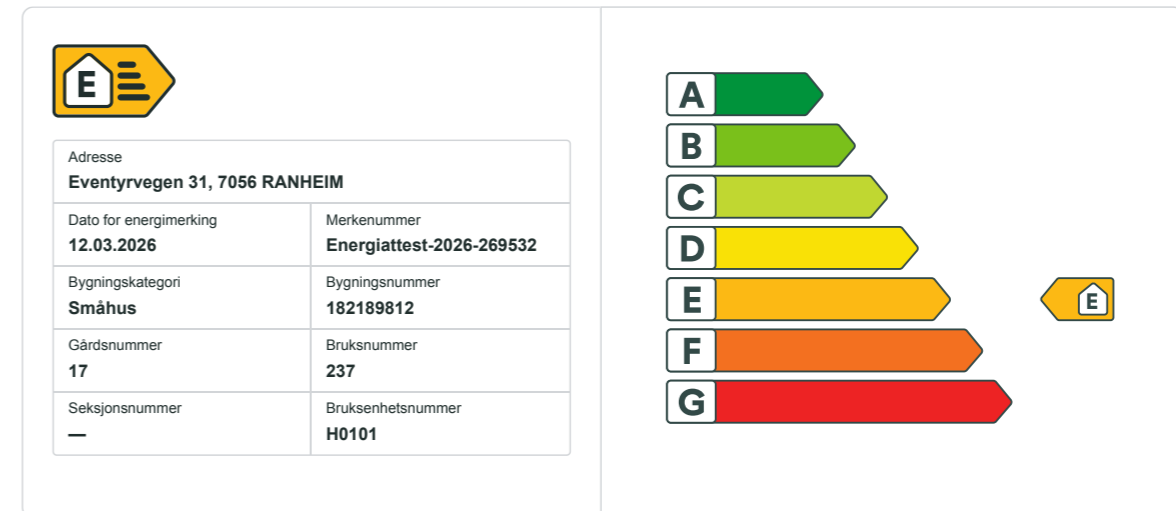 E
Adresse
Eventyrvegen 31, 7056 RANHEIM
Dato for energimerking
12.03.2026
Merkenummer
Energiattest-2026-269532
Bygningskategori
Småhus
Bygningsnummer
182189812
Gårdsnummer
17
Bruksnummer
237
Seksjonsnummer
—
Bruksenhetsnummer
H0101
A
B
C
D
E
E
F
G